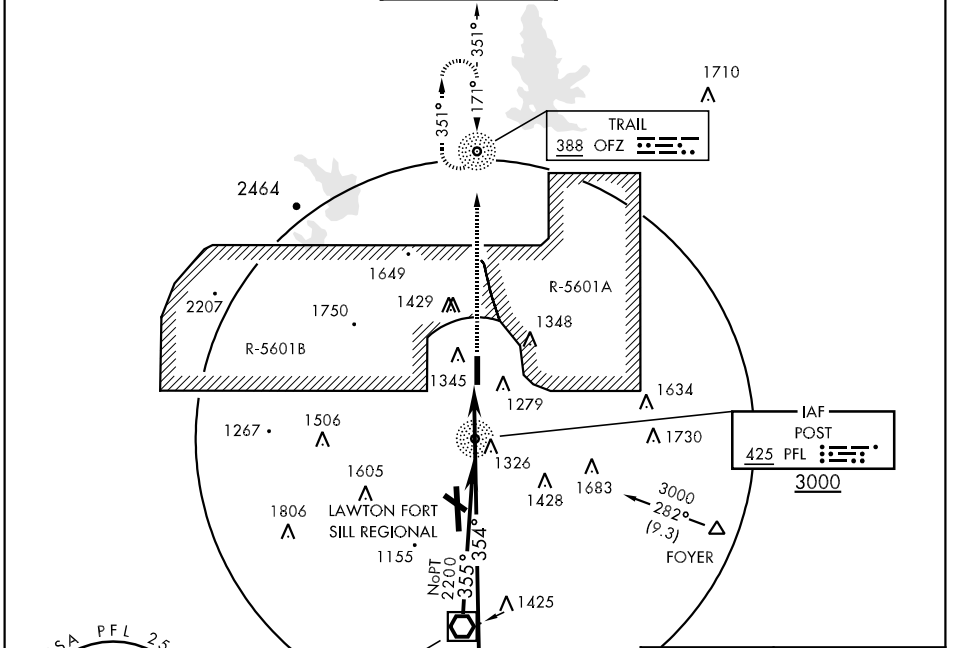 351°
1710
351°
171°
TRAIL
388 OFZ
2464
1649
R-5601A
2207
1429
1750
1348
R-5601B
1345
1279
1634
IAF
1506
POST
1267
1730
425 PFL
1326
3000
1605
1683
1428
3000
282°
(9.3)
1806
LAWTON FORT
SILL REGIONAL
FOYER
1155
354°
NoPT
2200
355°
1425
SA PFL 25